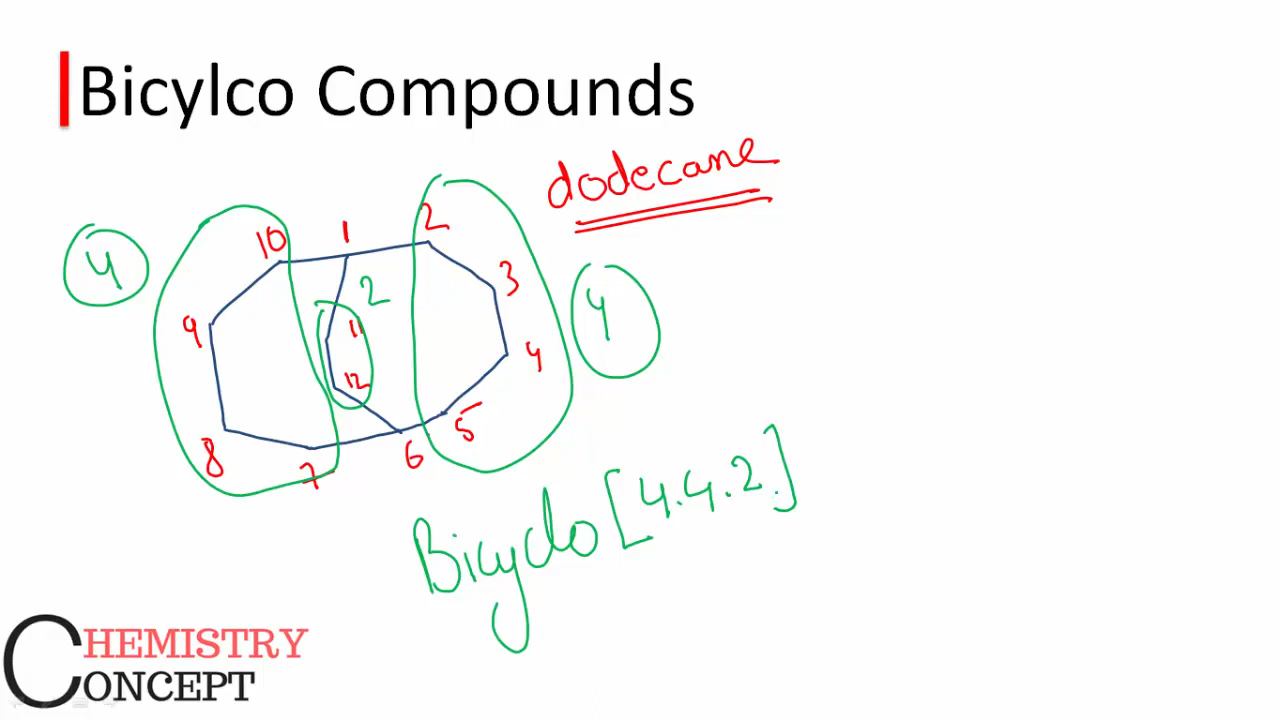 Bicylco Compounds
dodecane
10 1 2
4
2 3
4
9 11
12 4
5
8 7 6
Bicyclo [4.4.2.]
CHEMISTRY
CONCEPT